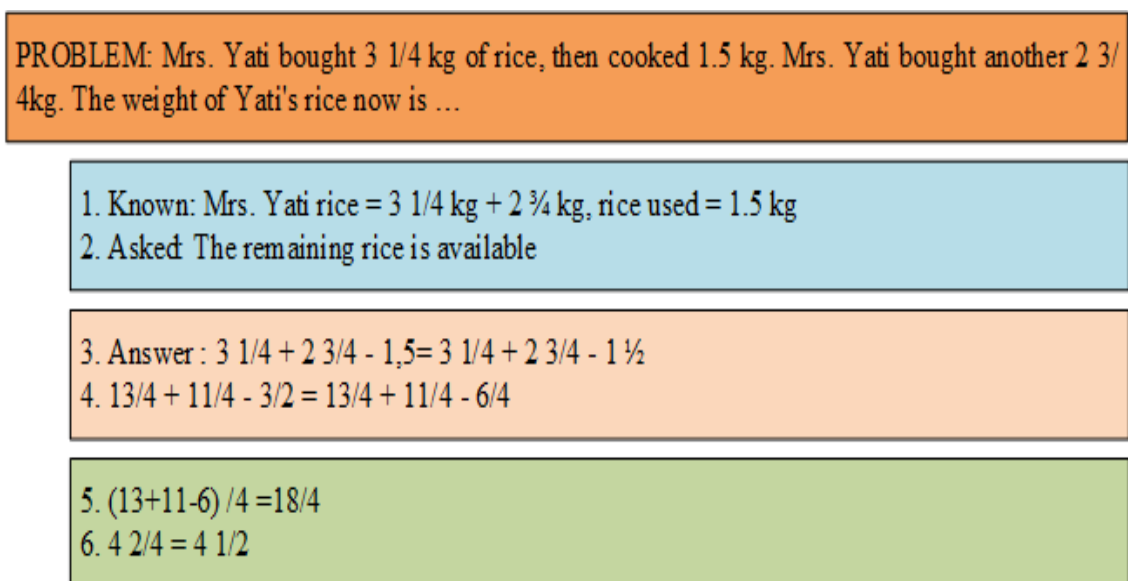 PROBLEM: Mrs. Yati bought 3 1/4 kg of rice, then cooked 1.5 kg. Mrs. Yati bought another 2 3/
4kg. The weight of Yati's rice now is …
1. Known: Mrs. Yati rice = 3 1/4 kg + 2 ¾ kg, rice used = 1.5 kg
2. Asked: The remaining rice is available
3. Answer : 3 1/4 + 2 3/4 - 1,5= 3 1/4 + 2 3/4 - 1 ½
4. 13/4 + 11/4 - 3/2 = 13/4 + 11/4 - 6/4
5. (13+11-6) /4 =18/4
6. 4 2/4 = 4 1/2